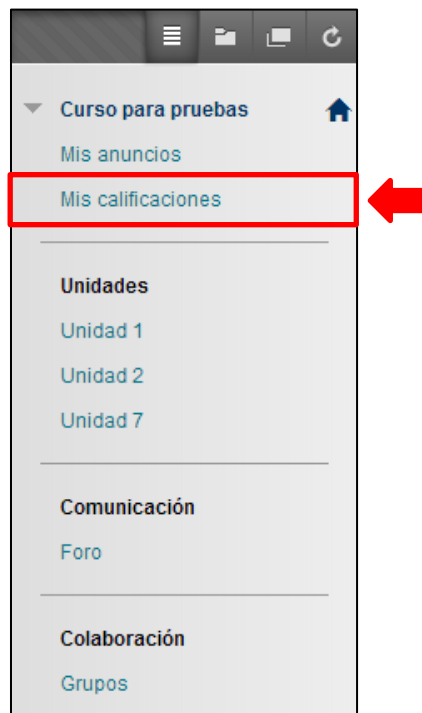 Curso para pruebas
Mis anuncios
Mis calificaciones
Unidades
Unidad 1
Unidad 2
Unidad 7
Comunicación
Foro
Colaboración
Grupos